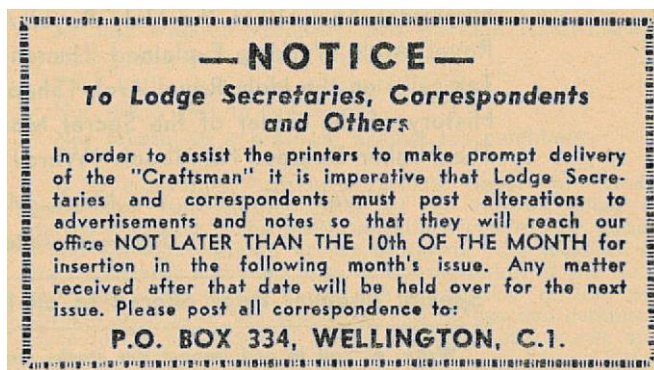 —NOTICE—
To Lodge Secretaries, Correspondents
and Others
In order to assist the printers to make prompt delivery
of the "Craftsman" it is imperative that Lodge Secre-
taries and correspondents must post alterations to
advertisements and notes so that they will reach our
office NOT LATER THAN THE 10th OF THE MONTH for
insertion in the following month's issue. Any matter
received after that date will be held over for the next
issue. Please post all correspondence to:
P.O. BOX 334, WELLINGTON, C.1.